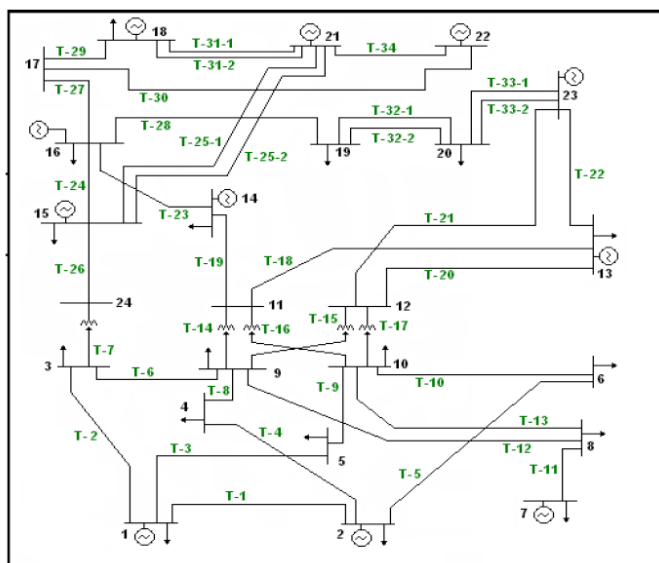 18 21 22
T-29 T-31-1 T-34
17 T-31-2
T-27 T-30 T-33-1
T-33-2 23
T-28 T-25-1 T-32-1
16 T-25-2 T-32-2
19 20
T-24 T-22
14
15 T-23 T-21
T-26 T-19 T-18 T-20
13
24 11 12
T-14 T-16 T-15 T-17
T-7
3 9 10
T-6 T-8 T-9 T-10 6
4
T-2 T-4 T-13
T-3 5 T-12 8
T-5 T-11
T-1
1 2 7